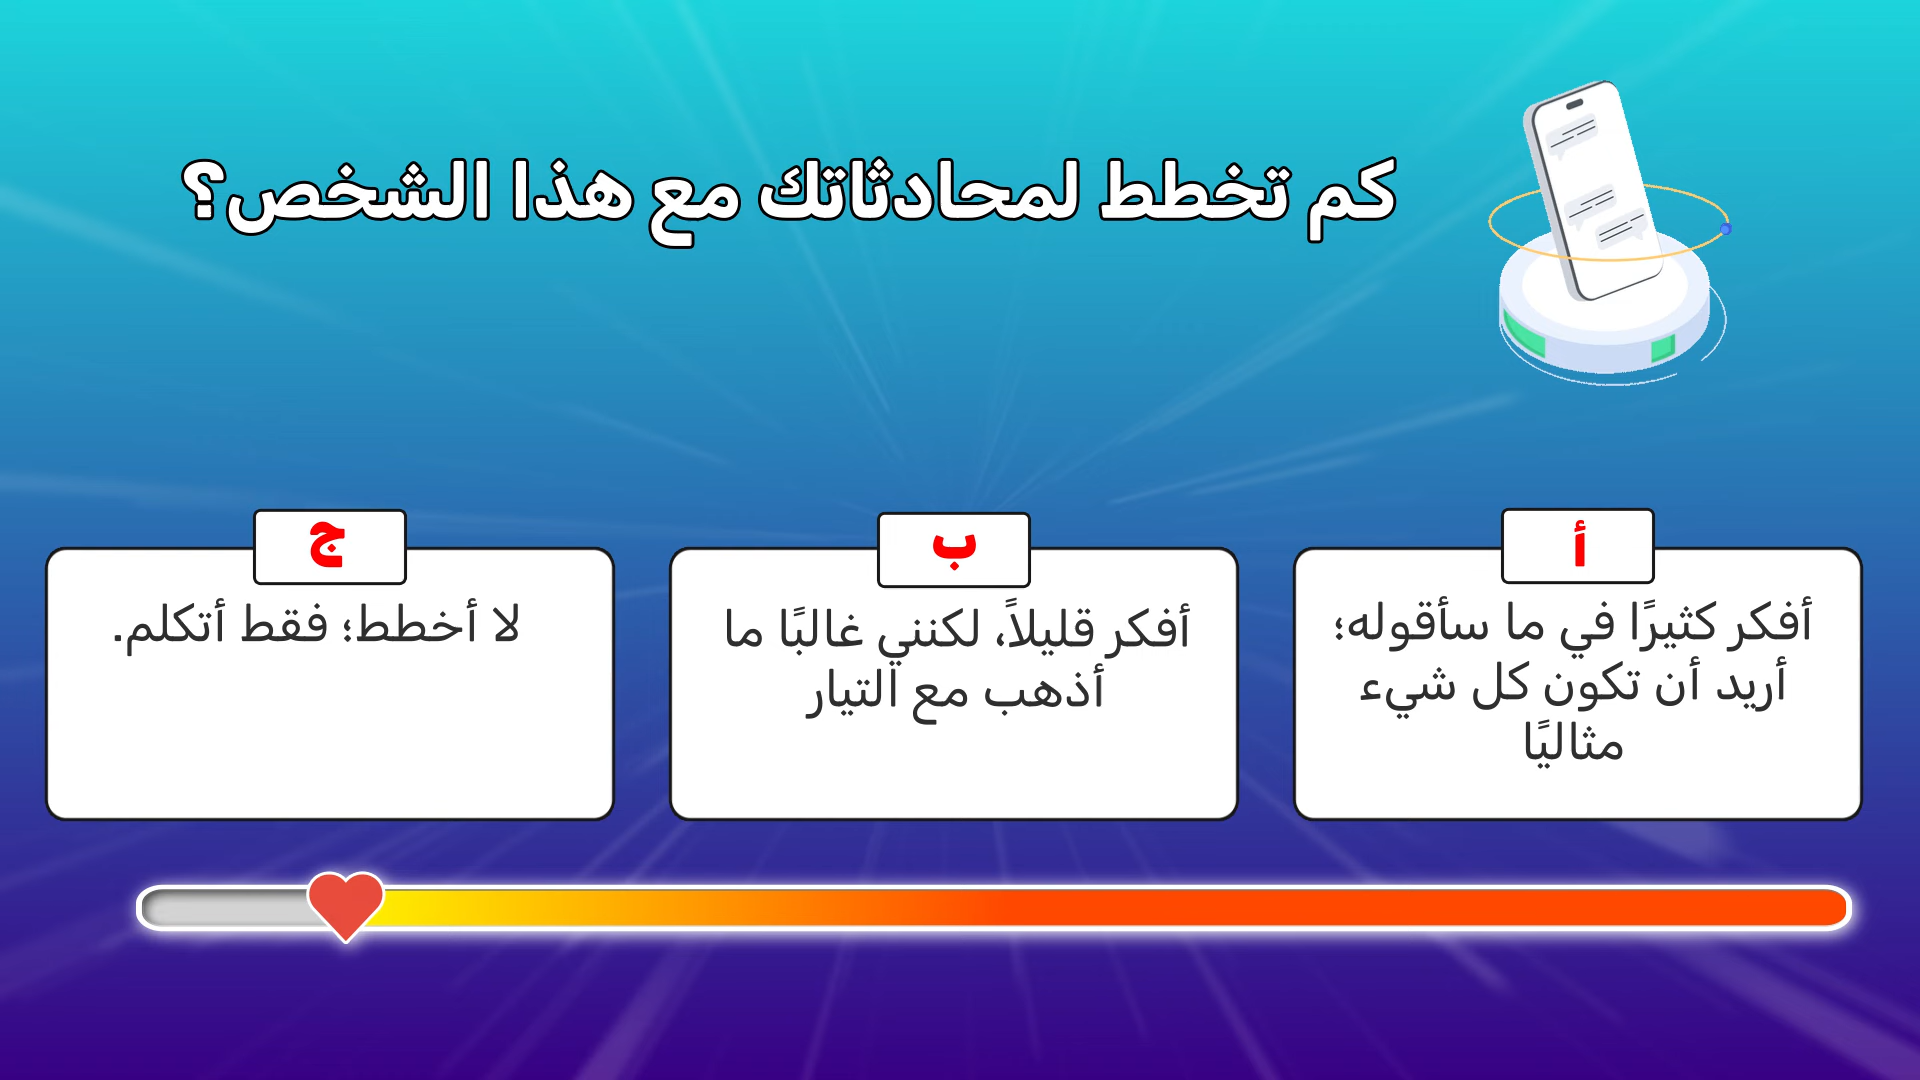 كم تخطط لمحادثاتك مع هذا الشخص؟
أ
أفكر كثيرًا في ما سأقوله؛
أريد أن تكون كل شيء
مثاليًا
ب
أفكر قليلاً، لكنني غالبًا ما
أذهب مع التيار
ج
لا أخطط؛ فقط أتكلم.